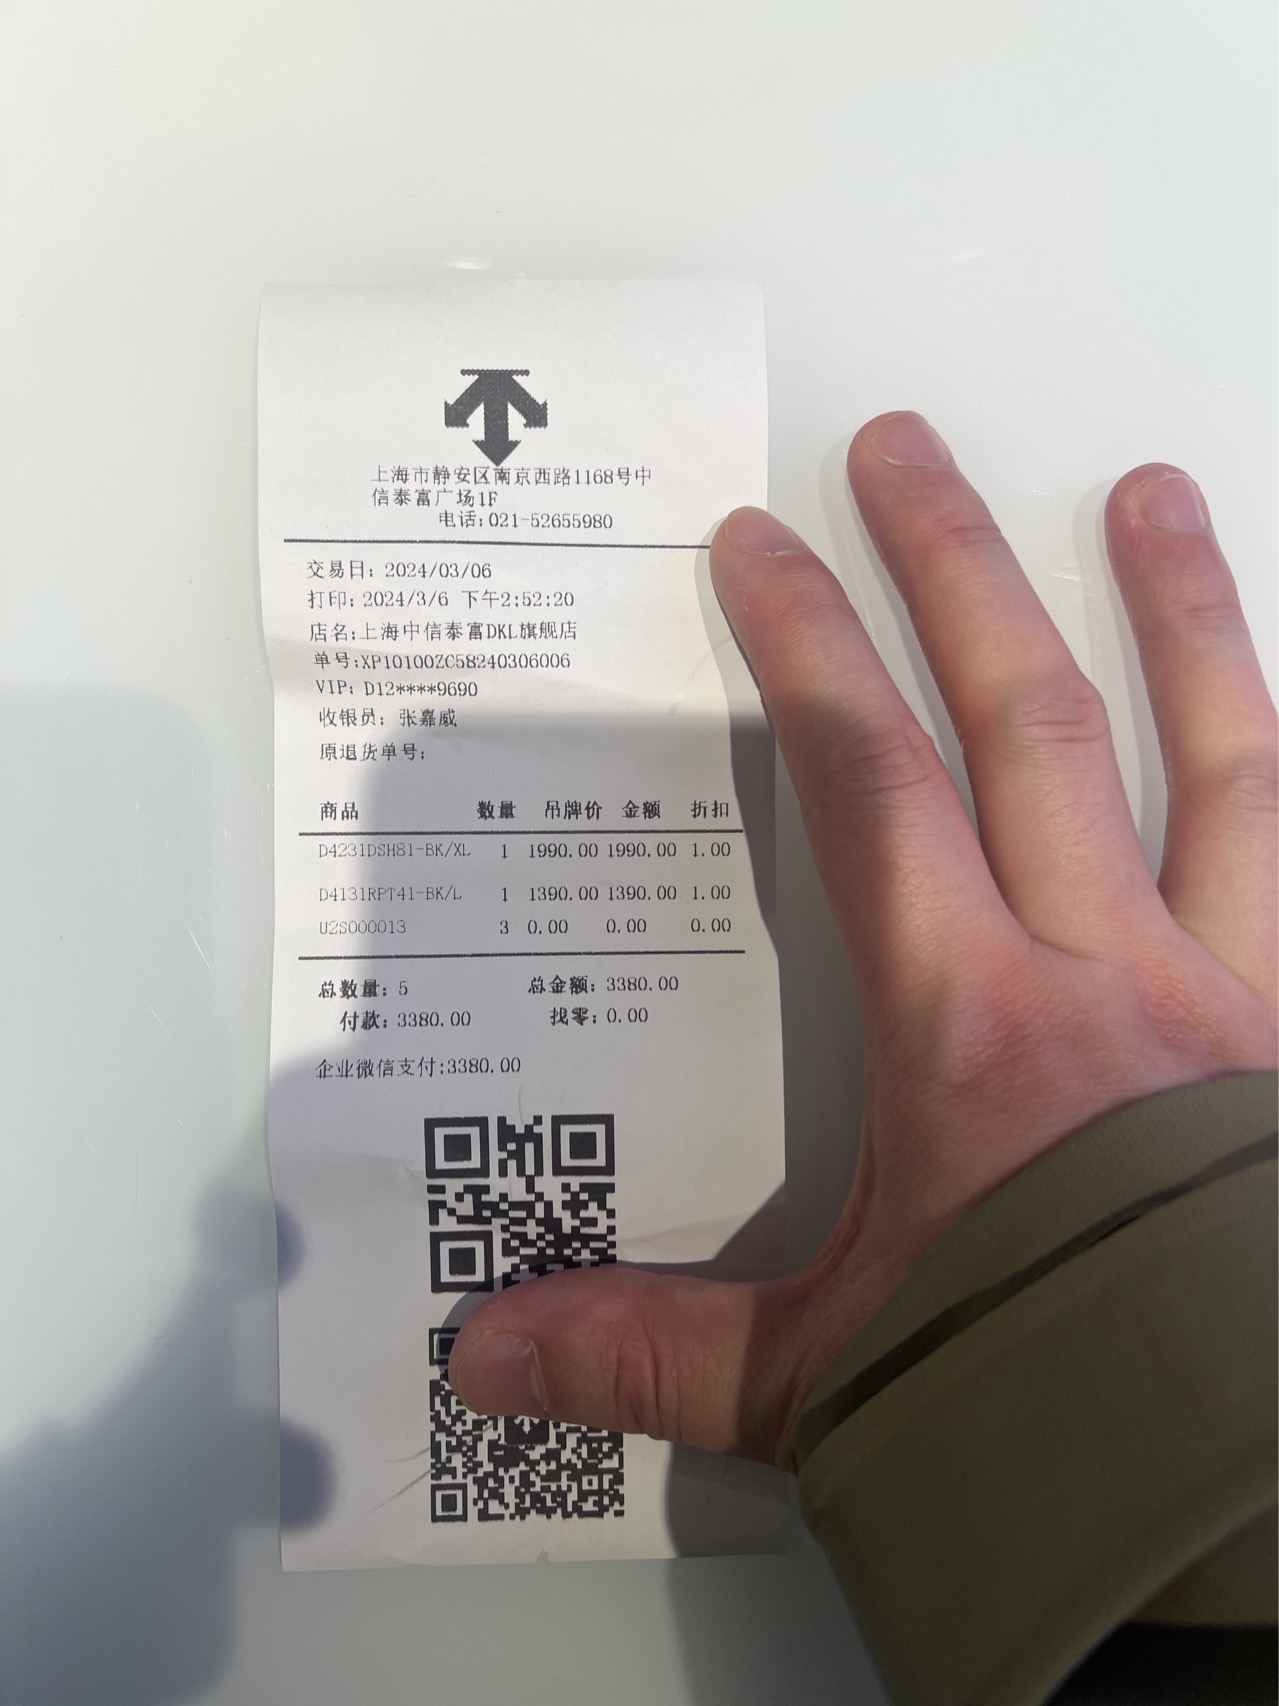 上海市静安区南京西路1168号中
信泰富广场1F
电话:021-52655980
交易日: 2024/03/06
打印: 2024/3/6 下午2:52:20
店名:上海中信泰富DKL旗舰店
单号:XP10100ZC58240306006
VIP: D12****9690
收银员: 张嘉威
原退货单号:
商品 数量 吊牌价 金额 折扣
D4231DSH81-BK/XL 1 1990.00 1990.00 1.00
D4131RPT41-BK/L 1 1390.00 1390.00 1.00
U2S000013 3 0.00 0.00 0.00
总数量: 5 总金额: 3380.00
付款: 3380.00 找零: 0.00
企业微信支付:3380.00